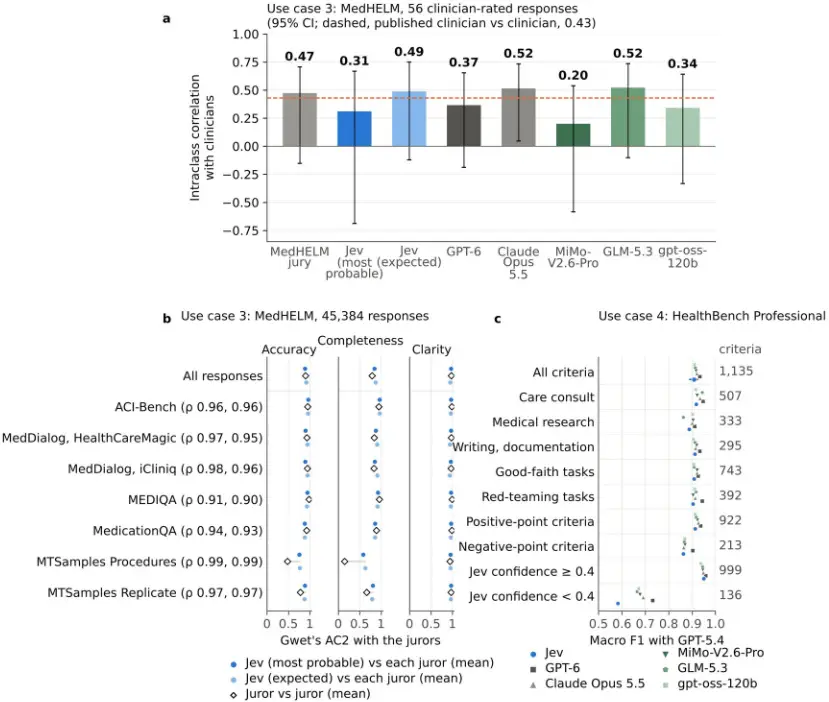 a
Use case 3: MedHELM, 56 clinician-rated responses
(95% CI; dashed, published clinician vs clinician, 0.43)
Intraclass correlation
with clinicians
1.00
0.75
0.50
0.25
0.00
−0.25
−0.50
−0.75
0.47
0.31
0.49
0.37
0.52
0.20
0.52
0.34
MedHELM
jury
Jev
(most
probable)
Jev
(expected)
GPT-6
Claude
Opus
5.5
MiMo-
V2.6-Pro
GLM-5.3
gpt-oss-
120b
b
Use case 3: MedHELM, 45,384 responses
Accuracy
Completeness
Clarity
All responses
ACI-Bench (ρ 0.96, 0.96)
MedDialog, HealthCareMagic (ρ 0.97, 0.95)
MedDialog, iCliniq (ρ 0.98, 0.96)
MEDIQA (ρ 0.91, 0.90)
MedicationQA (ρ 0.94, 0.93)
MTSamples Procedures (ρ 0.99, 0.99)
MTSamples Replicate (ρ 0.97, 0.97)
0 0.5 1
0 0.5 1
0 0.5 1
Gwet's AC2 with the jurors
Jev (most probable) vs each juror (mean)
Jev (expected) vs each juror (mean)
Juror vs juror (mean)
c
Use case 4: HealthBench Professional
criteria
All criteria 1,135
Care consult 507
Medical research 333
Writing, documentation 295
Good-faith tasks 743
Red-teaming tasks 392
Positive-point criteria 922
Negative-point criteria 213
Jev confidence ≥ 0.4 999
Jev confidence < 0.4 136
0.5 0.6 0.7 0.8 0.9 1.0
Macro F1 with GPT-5.4
Jev
GPT-6
Claude Opus 5.5
MiMo-V2.6-Pro
GLM-5.3
gpt-oss-120b